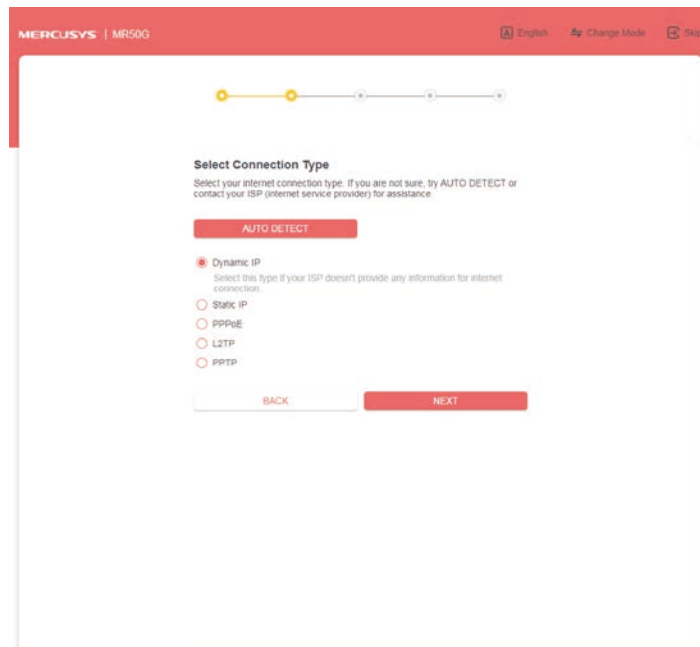 MERCUSYS | MR50G
English Change Mode Skip
Select Connection Type
Select your internet connection type. If you are not sure, try AUTO DETECT or
contact your ISP (internet service provider) for assistance.
AUTO DETECT
Dynamic IP
Select this type if your ISP doesn't provide any information for internet
connection.
Static IP
PPPoE
L2TP
PPTP
BACK NEXT